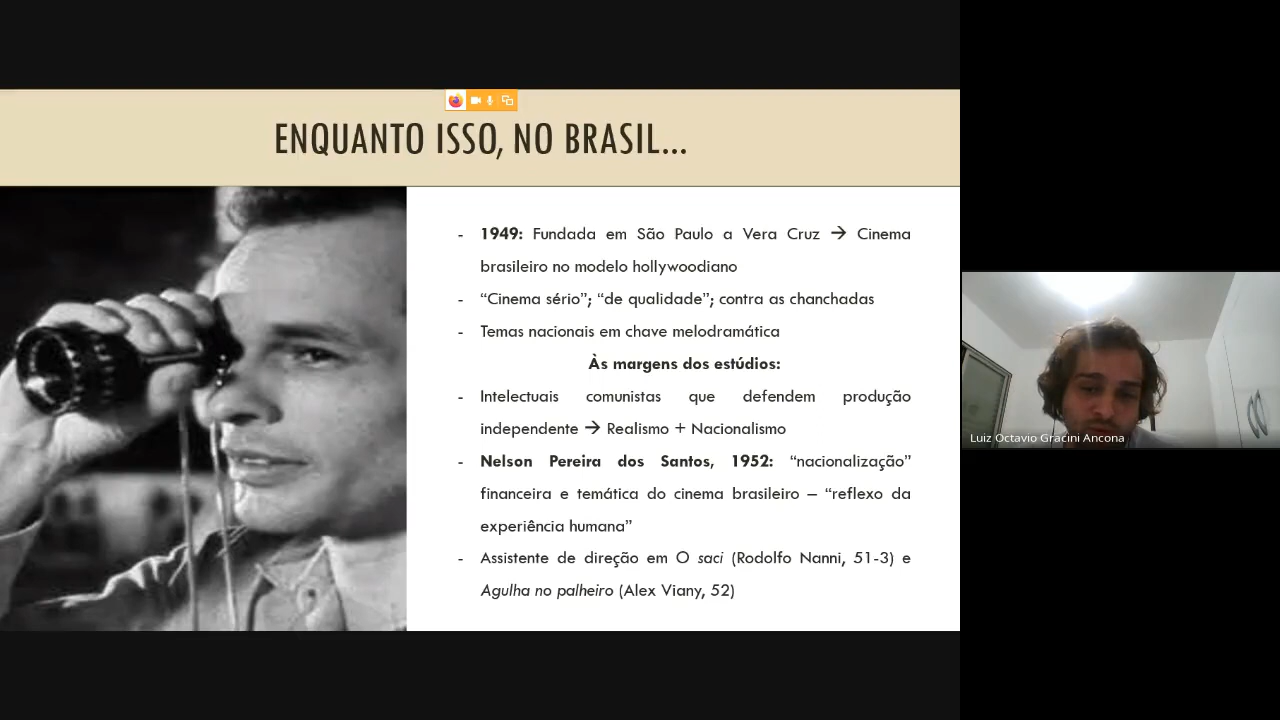 ENQUANTO ISSO, NO BRASIL...
- 1949: Fundada em São Paulo a Vera Cruz → Cinema
brasileiro no modelo hollywoodiano
- “Cinema sério”; “de qualidade”; contra as chanchadas
- Temas nacionais em chave melodramática
Às margens dos estúdios:
- Intelectuais comunistas que defendem produção
independente → Realismo + Nacionalismo
- Nelson Pereira dos Santos, 1952: “nacionalização”
financeira e temática do cinema brasileiro – “reflexo da
experiência humana”
- Assistente de direção em O saci (Rodolfo Nanni, 51-3) e
Agulha no palheiro (Alex Viany, 52)
Luiz Octavio Gracini Ancona